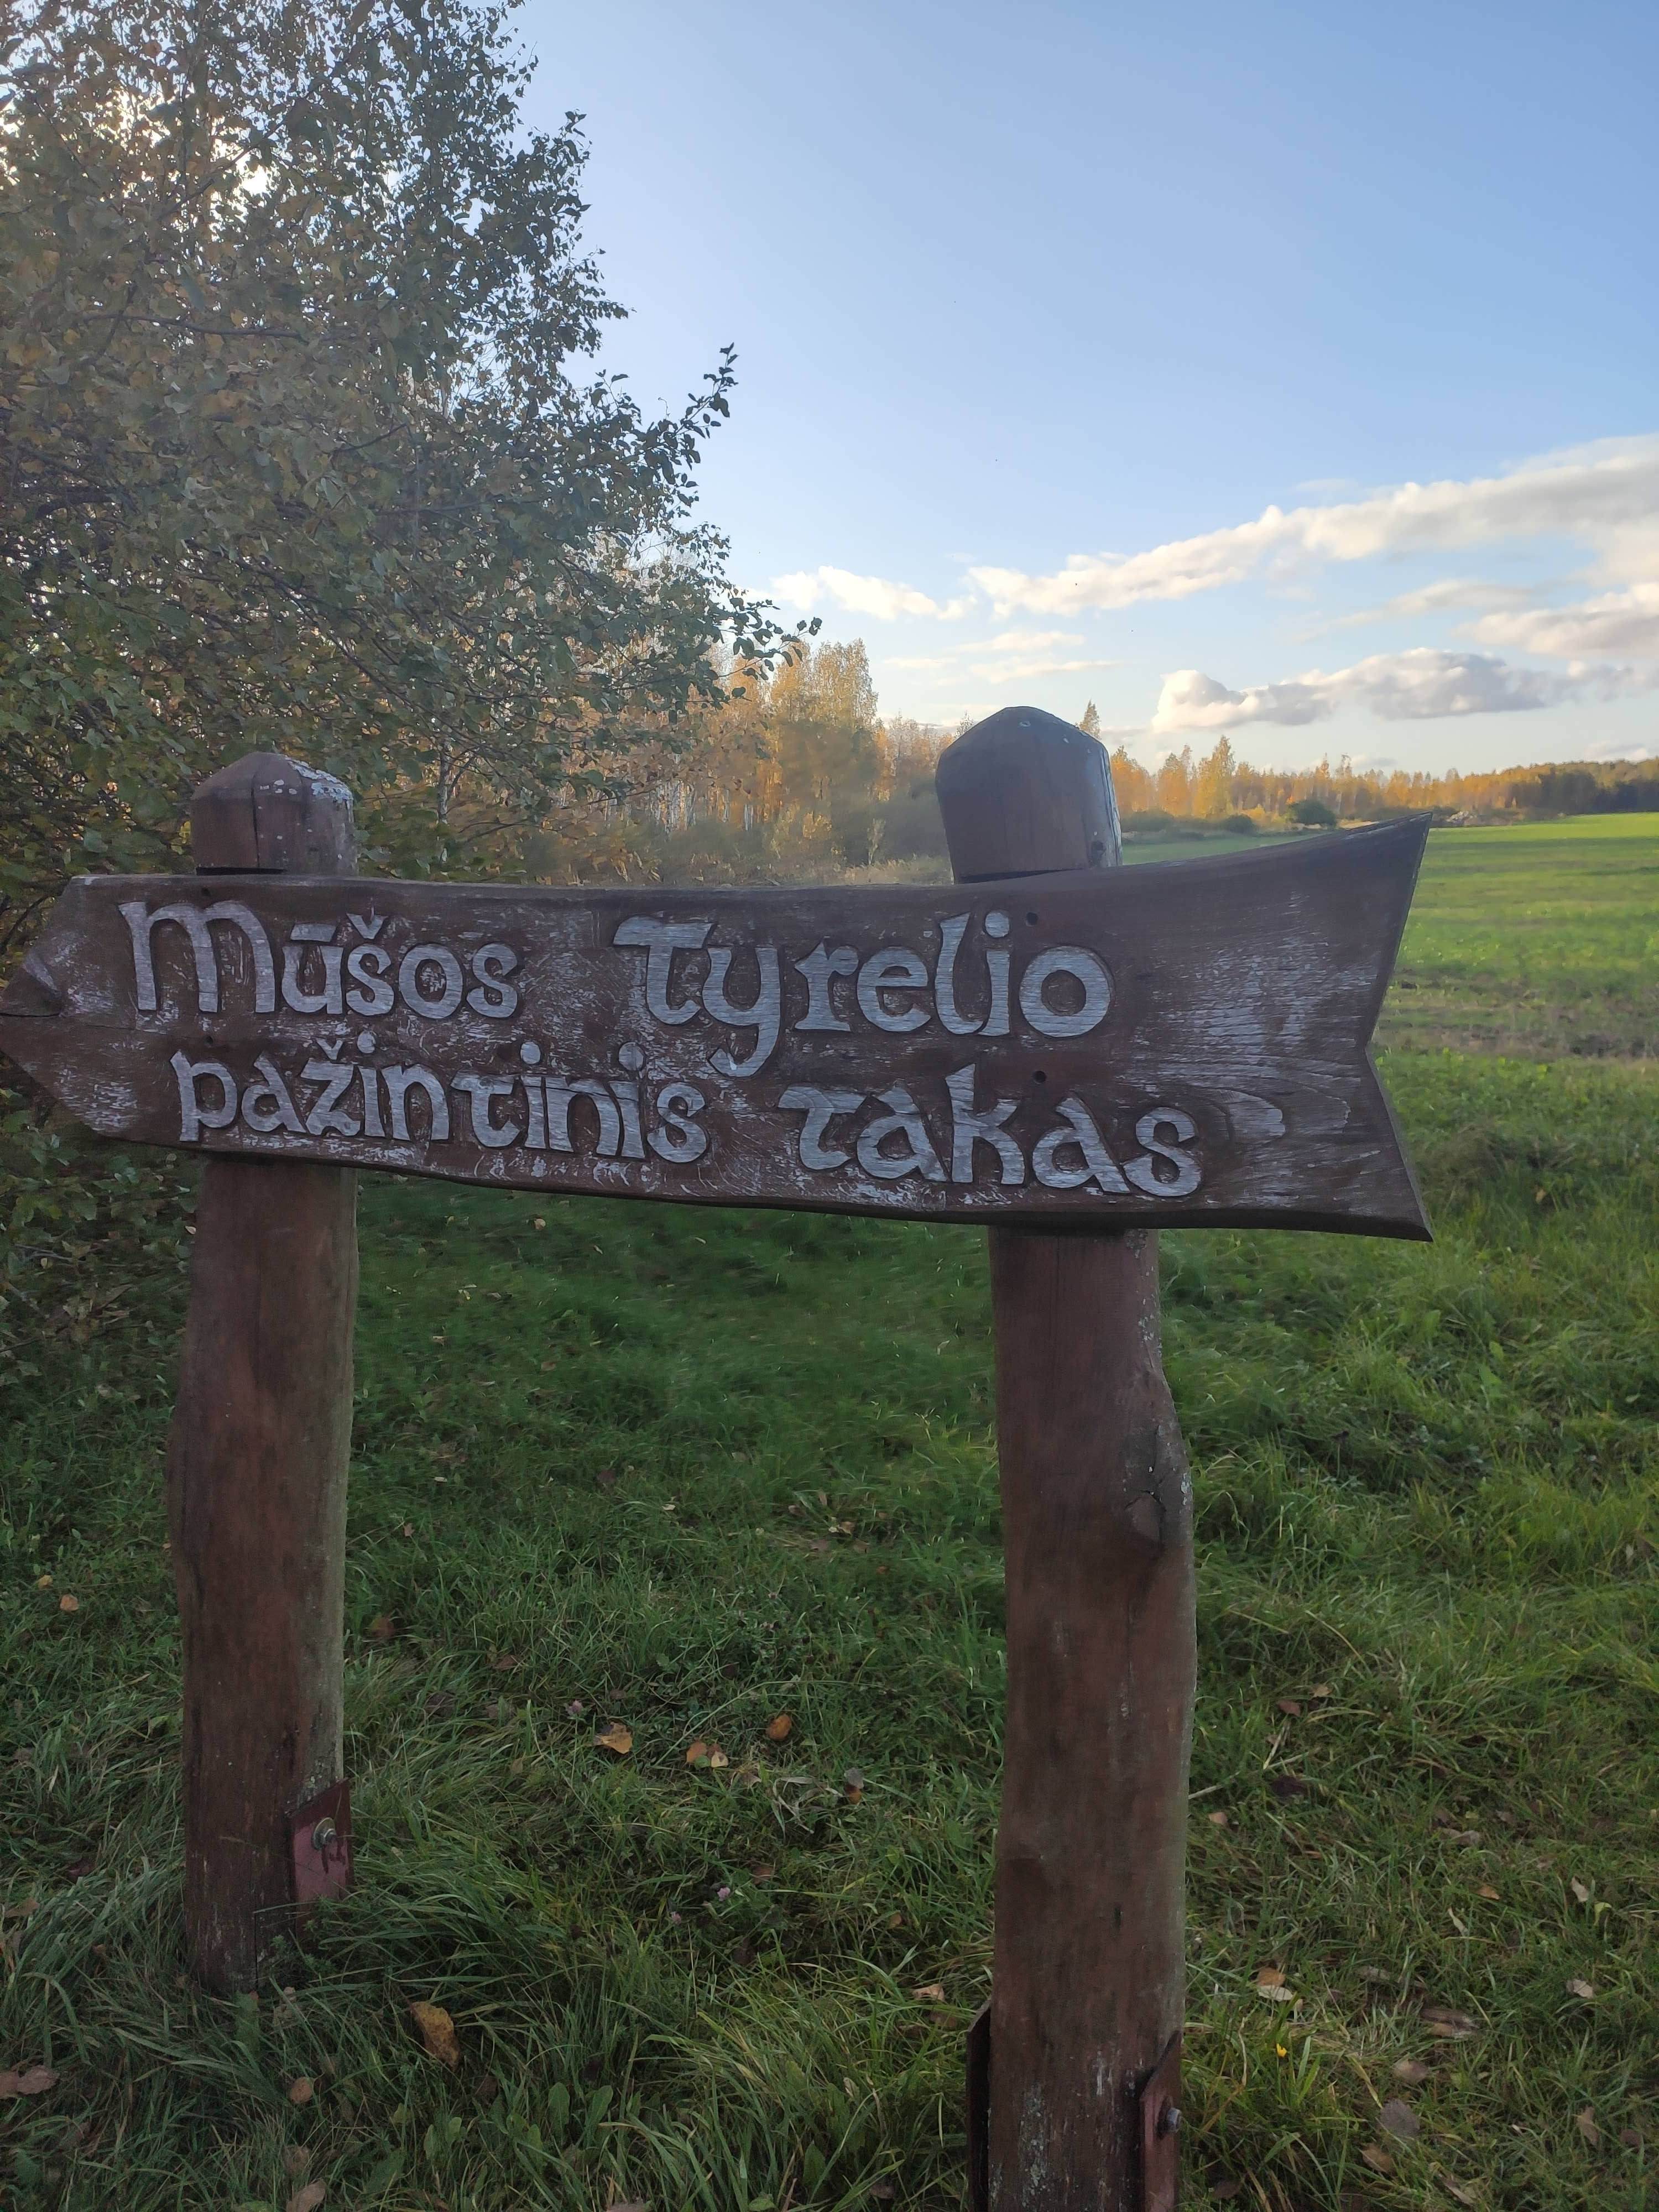 Mūšos Tyrelio
pažintinis takas